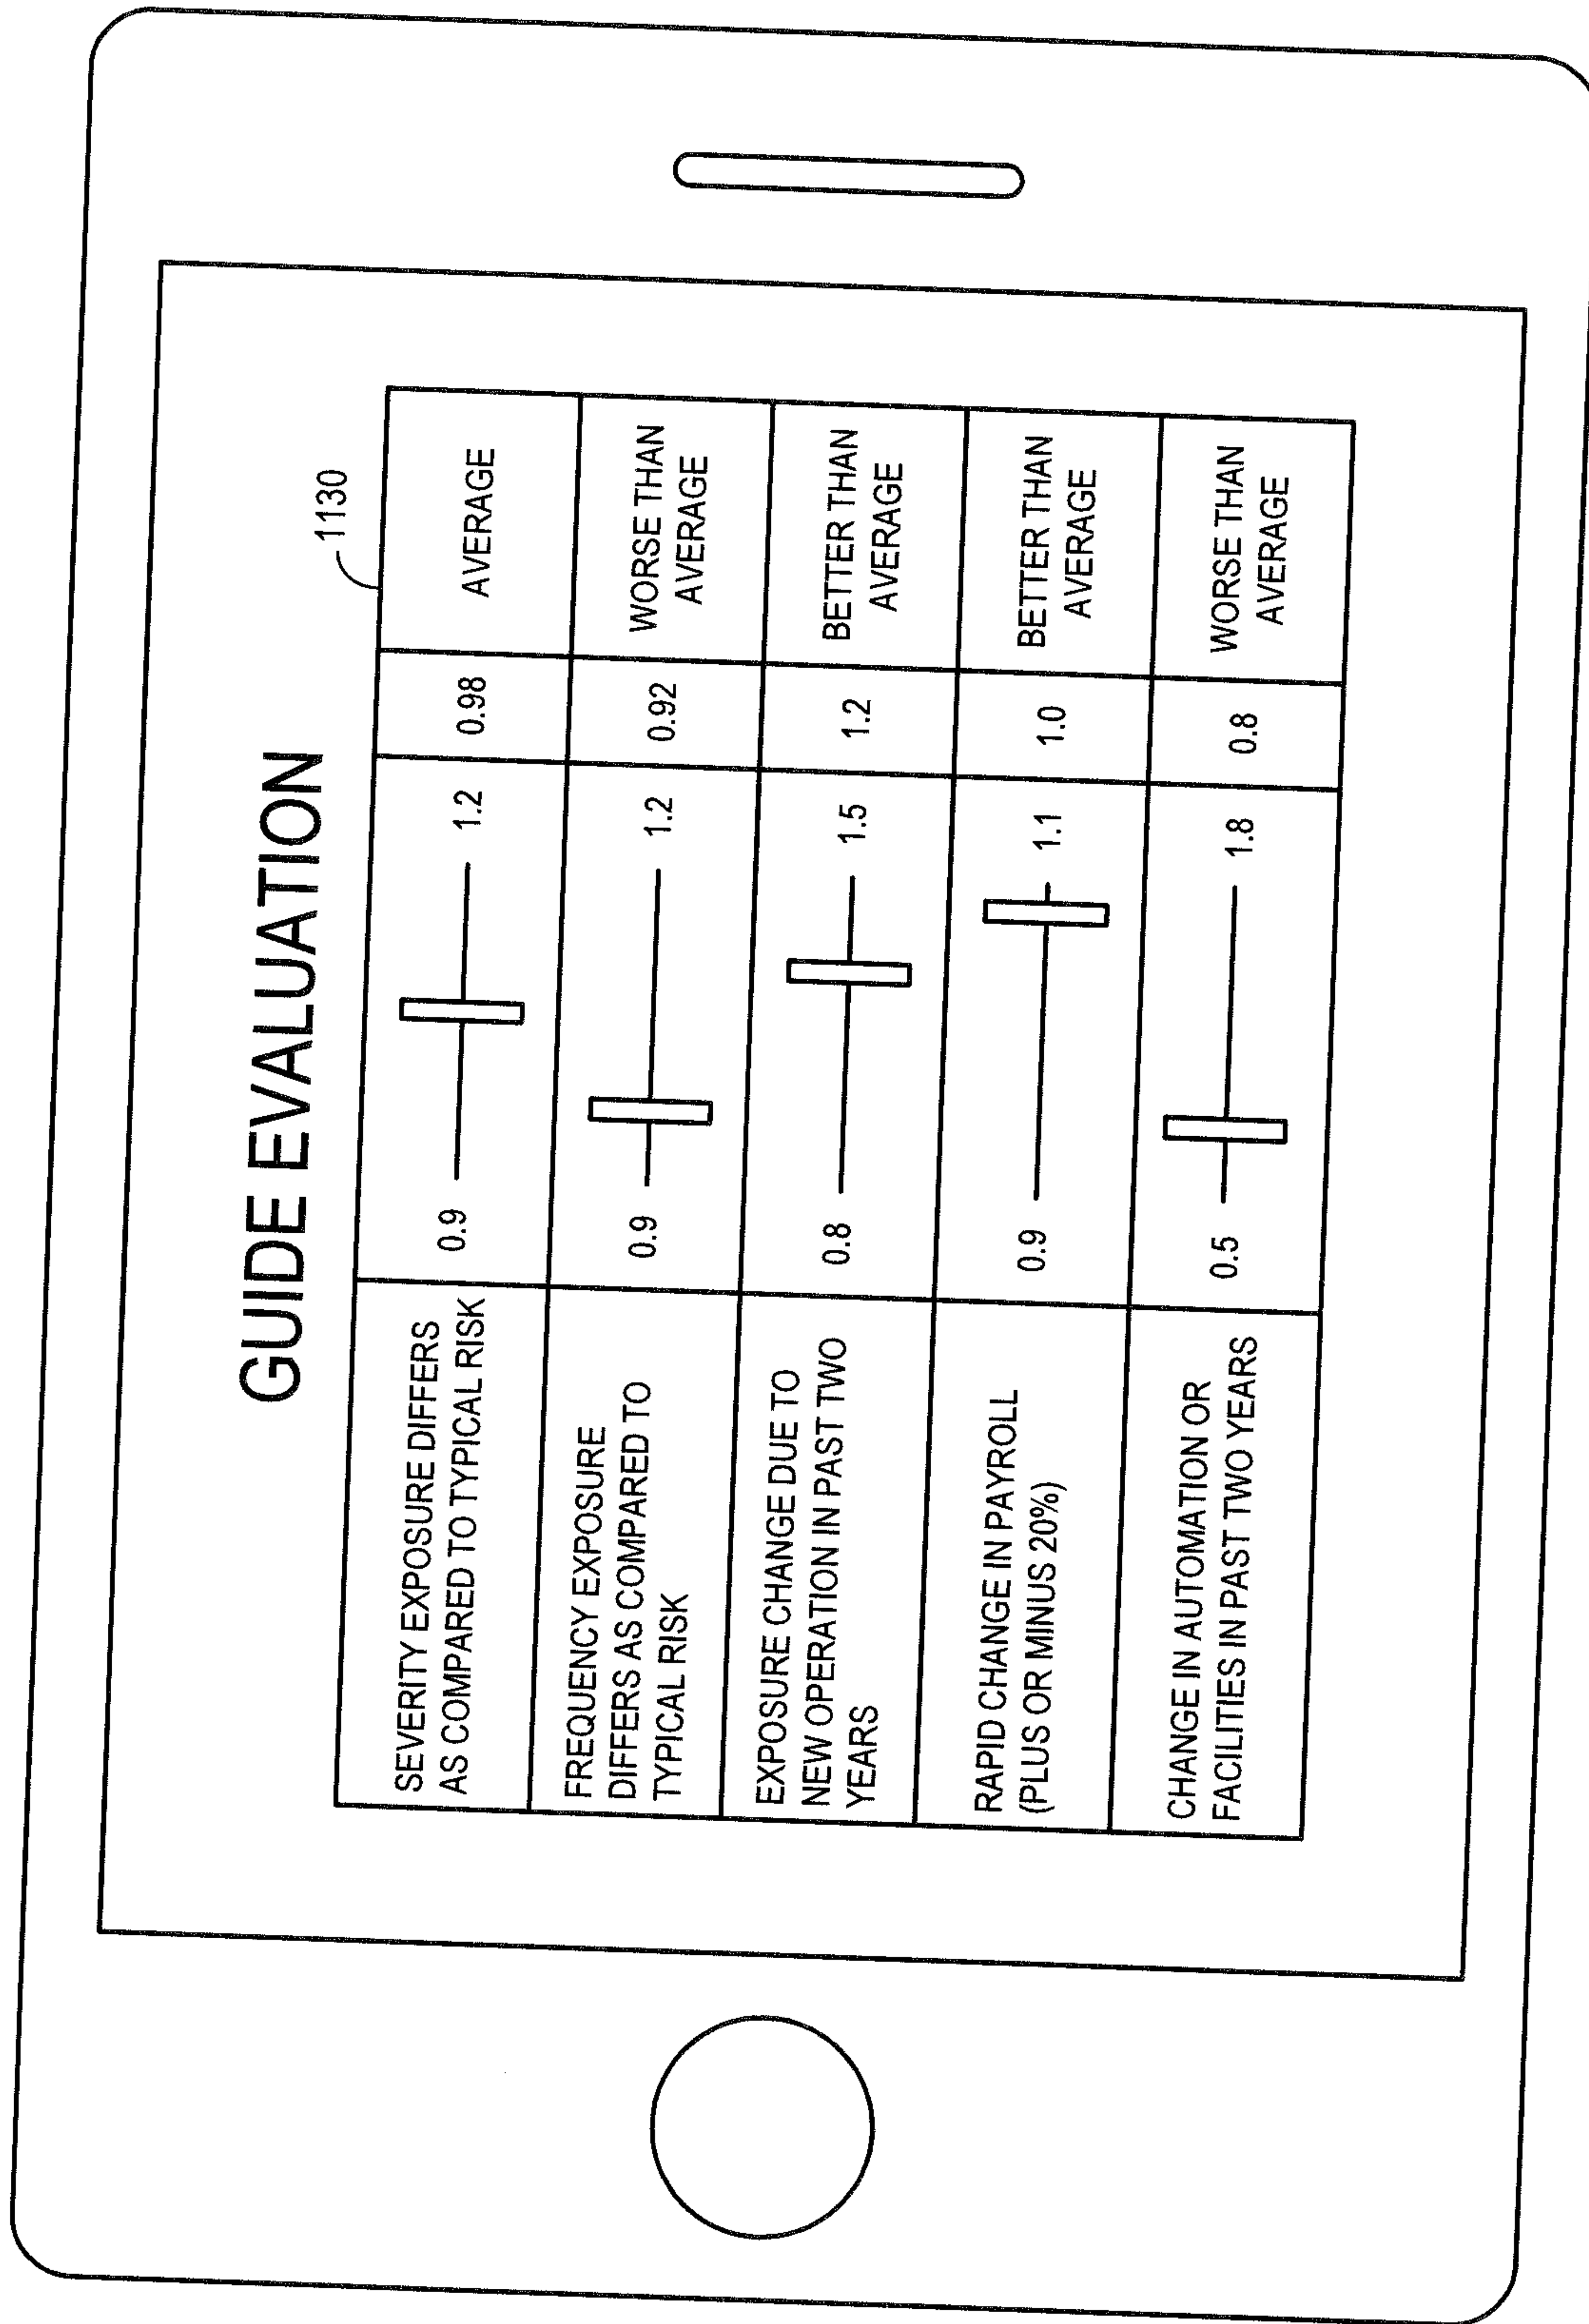 GUIDE EVALUATION
1130
SEVERITY EXPOSURE DIFFERS
AS COMPARED TO TYPICAL RISK
0.9
1.2
0.98
AVERAGE
FREQUENCY EXPOSURE
DIFFERS AS COMPARED TO
TYPICAL RISK
0.9
1.2
0.92
WORSE THAN
AVERAGE
EXPOSURE CHANGE DUE TO
NEW OPERATION IN PAST TWO
YEARS
0.8
1.5
1.2
BETTER THAN
AVERAGE
RAPID CHANGE IN PAYROLL
(PLUS OR MINUS 20%)
0.9
1.1
1.0
BETTER THAN
AVERAGE
CHANGE IN AUTOMATION OR
FACILITIES IN PAST TWO YEARS
0.5
1.8
0.8
WORSE THAN
AVERAGE